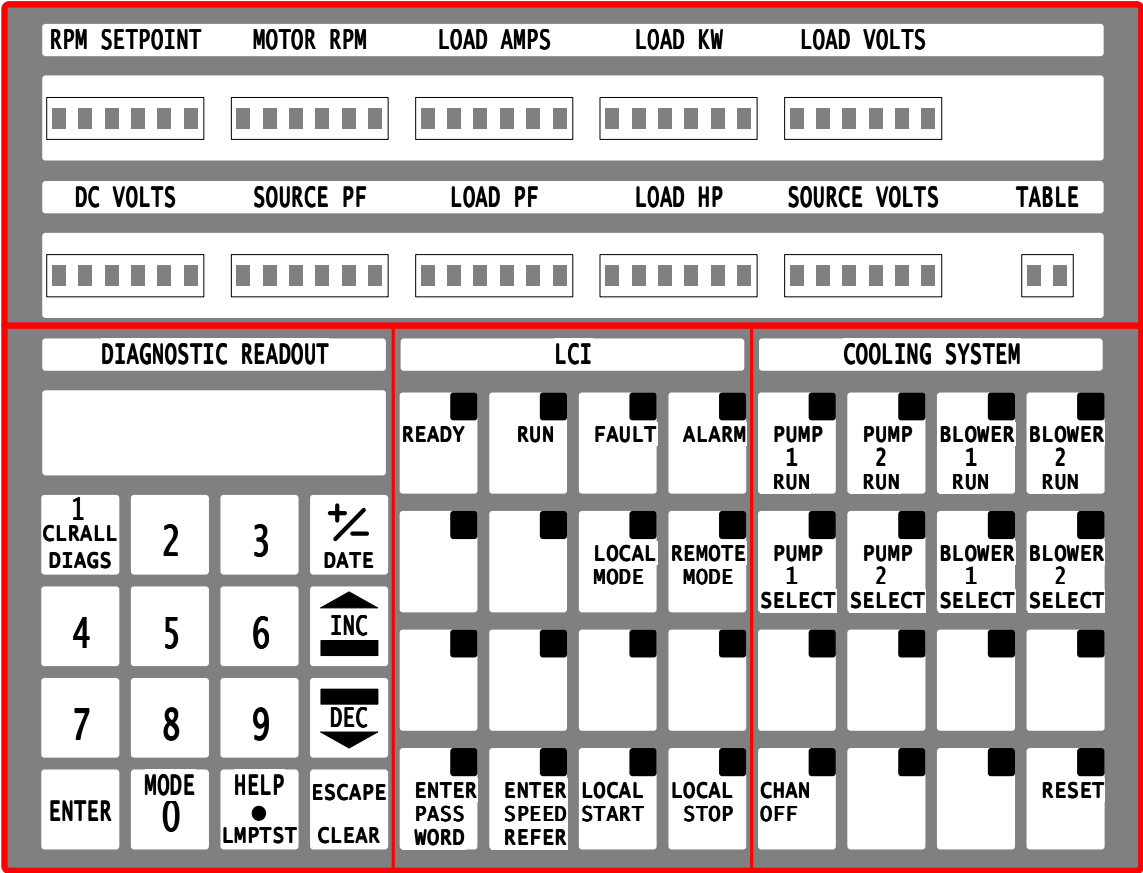 RPM SETPOINT MOTOR RPM LOAD AMPS LOAD KW LOAD VOLTS
DC VOLTS SOURCE PF LOAD PF LOAD HP SOURCE VOLTS TABLE
DIAGNOSTIC READOUT
1
CLRALL
DIAGS
2
3
+/−
DATE
4
5
6
INC
7
8
9
DEC
ENTER
MODE
0
HELP
●
LMPTST
ESCAPE
CLEAR
LCI
READY
RUN
FAULT
ALARM
LOCAL
MODE
REMOTE
MODE
ENTER
PASS
WORD
ENTER
SPEED
REFER
LOCAL
START
LOCAL
STOP
COOLING SYSTEM
PUMP
1
RUN
PUMP
2
RUN
BLOWER
1
RUN
BLOWER
2
RUN
PUMP
1
SELECT
PUMP
2
SELECT
BLOWER
1
SELECT
BLOWER
2
SELECT
CHAN
OFF
RESET